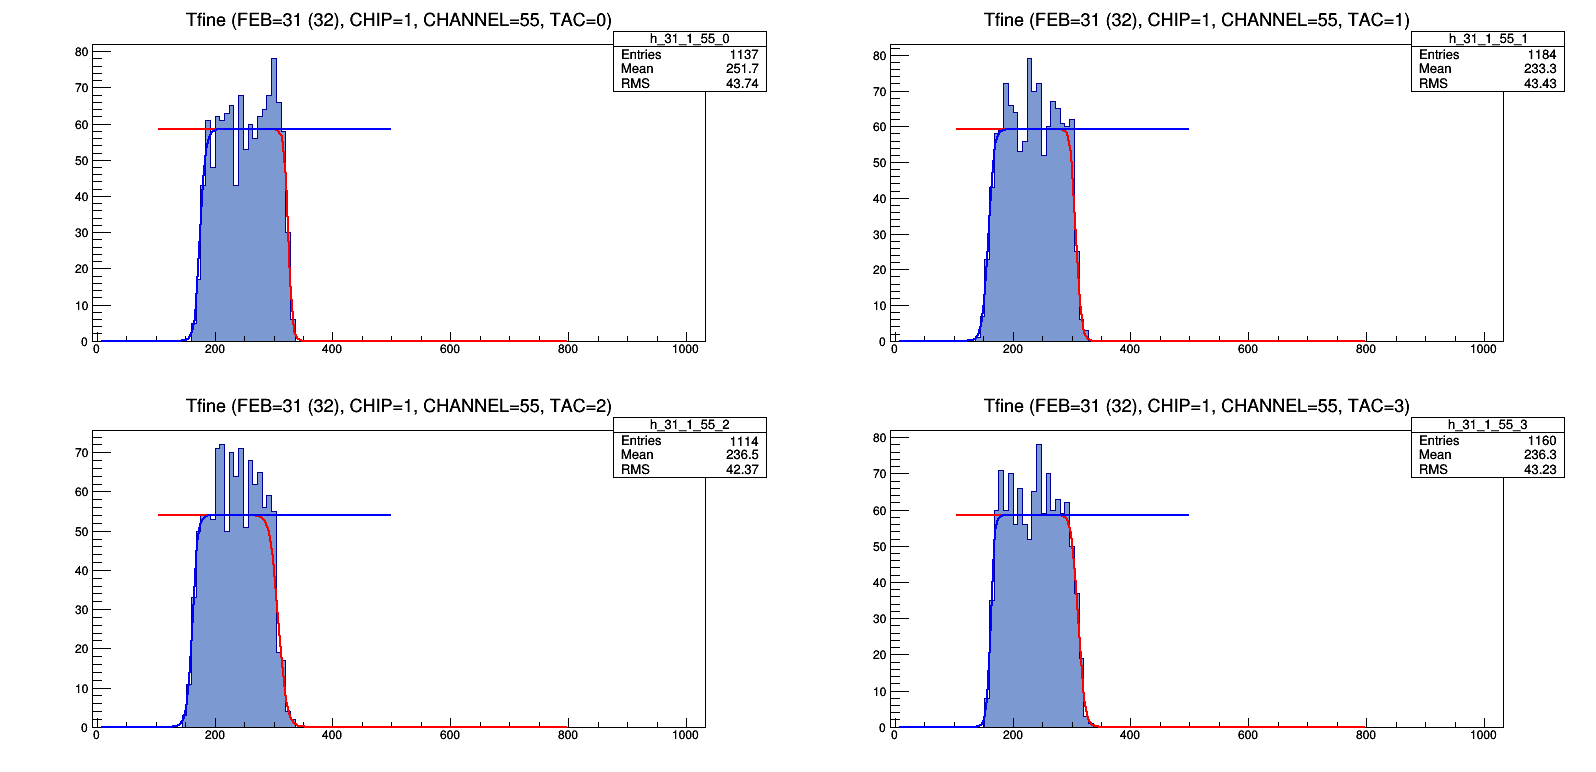 Tfine (FEB=31 (32), CHIP=1, CHANNEL=55, TAC=0)
h_31_1_55_0
Entries 1137
Mean 251.7
RMS 43.74
80
70
60
50
40
30
20
10
0
0 200 400 600 800 1000
Tfine (FEB=31 (32), CHIP=1, CHANNEL=55, TAC=1)
h_31_1_55_1
Entries 1184
Mean 233.3
RMS 43.43
80
70
60
50
40
30
20
10
0
0 200 400 600 800 1000
Tfine (FEB=31 (32), CHIP=1, CHANNEL=55, TAC=2)
h_31_1_55_2
Entries 1114
Mean 236.5
RMS 42.37
70
60
50
40
30
20
10
0
0 200 400 600 800 1000
Tfine (FEB=31 (32), CHIP=1, CHANNEL=55, TAC=3)
h_31_1_55_3
Entries 1160
Mean 236.3
RMS 43.23
80
70
60
50
40
30
20
10
0
0 200 400 600 800 1000